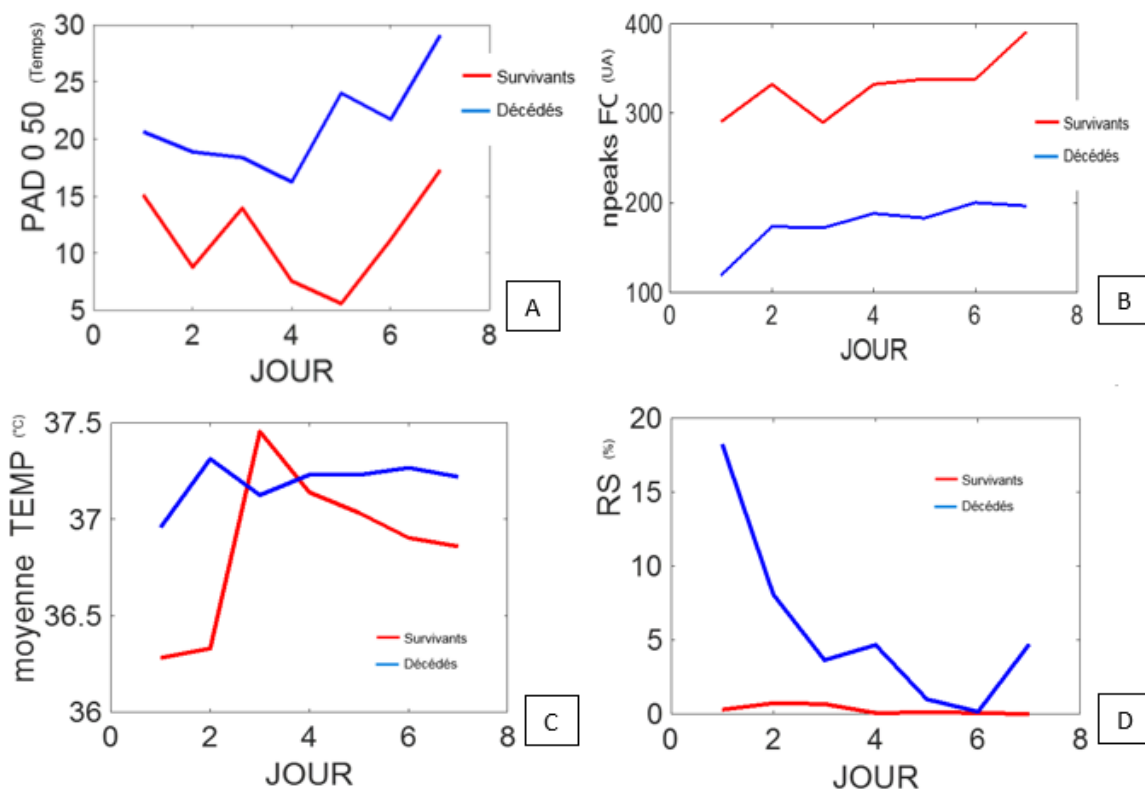 PAD 0 50 (Temps)
30
25
20
15
10
5
0
2
4
6
8
JOUR
Survivants
Décédés
A
npeaks FC (UA)
400
300
200
100
0
2
4
6
8
JOUR
Survivants
Décédés
B
moyenne TEMP (°C)
37.5
37
36.5
36
0
2
4
6
8
JOUR
Survivants
Décédés
C
RS (%)
20
15
10
5
0
0
2
4
6
8
JOUR
Survivants
Décédés
D